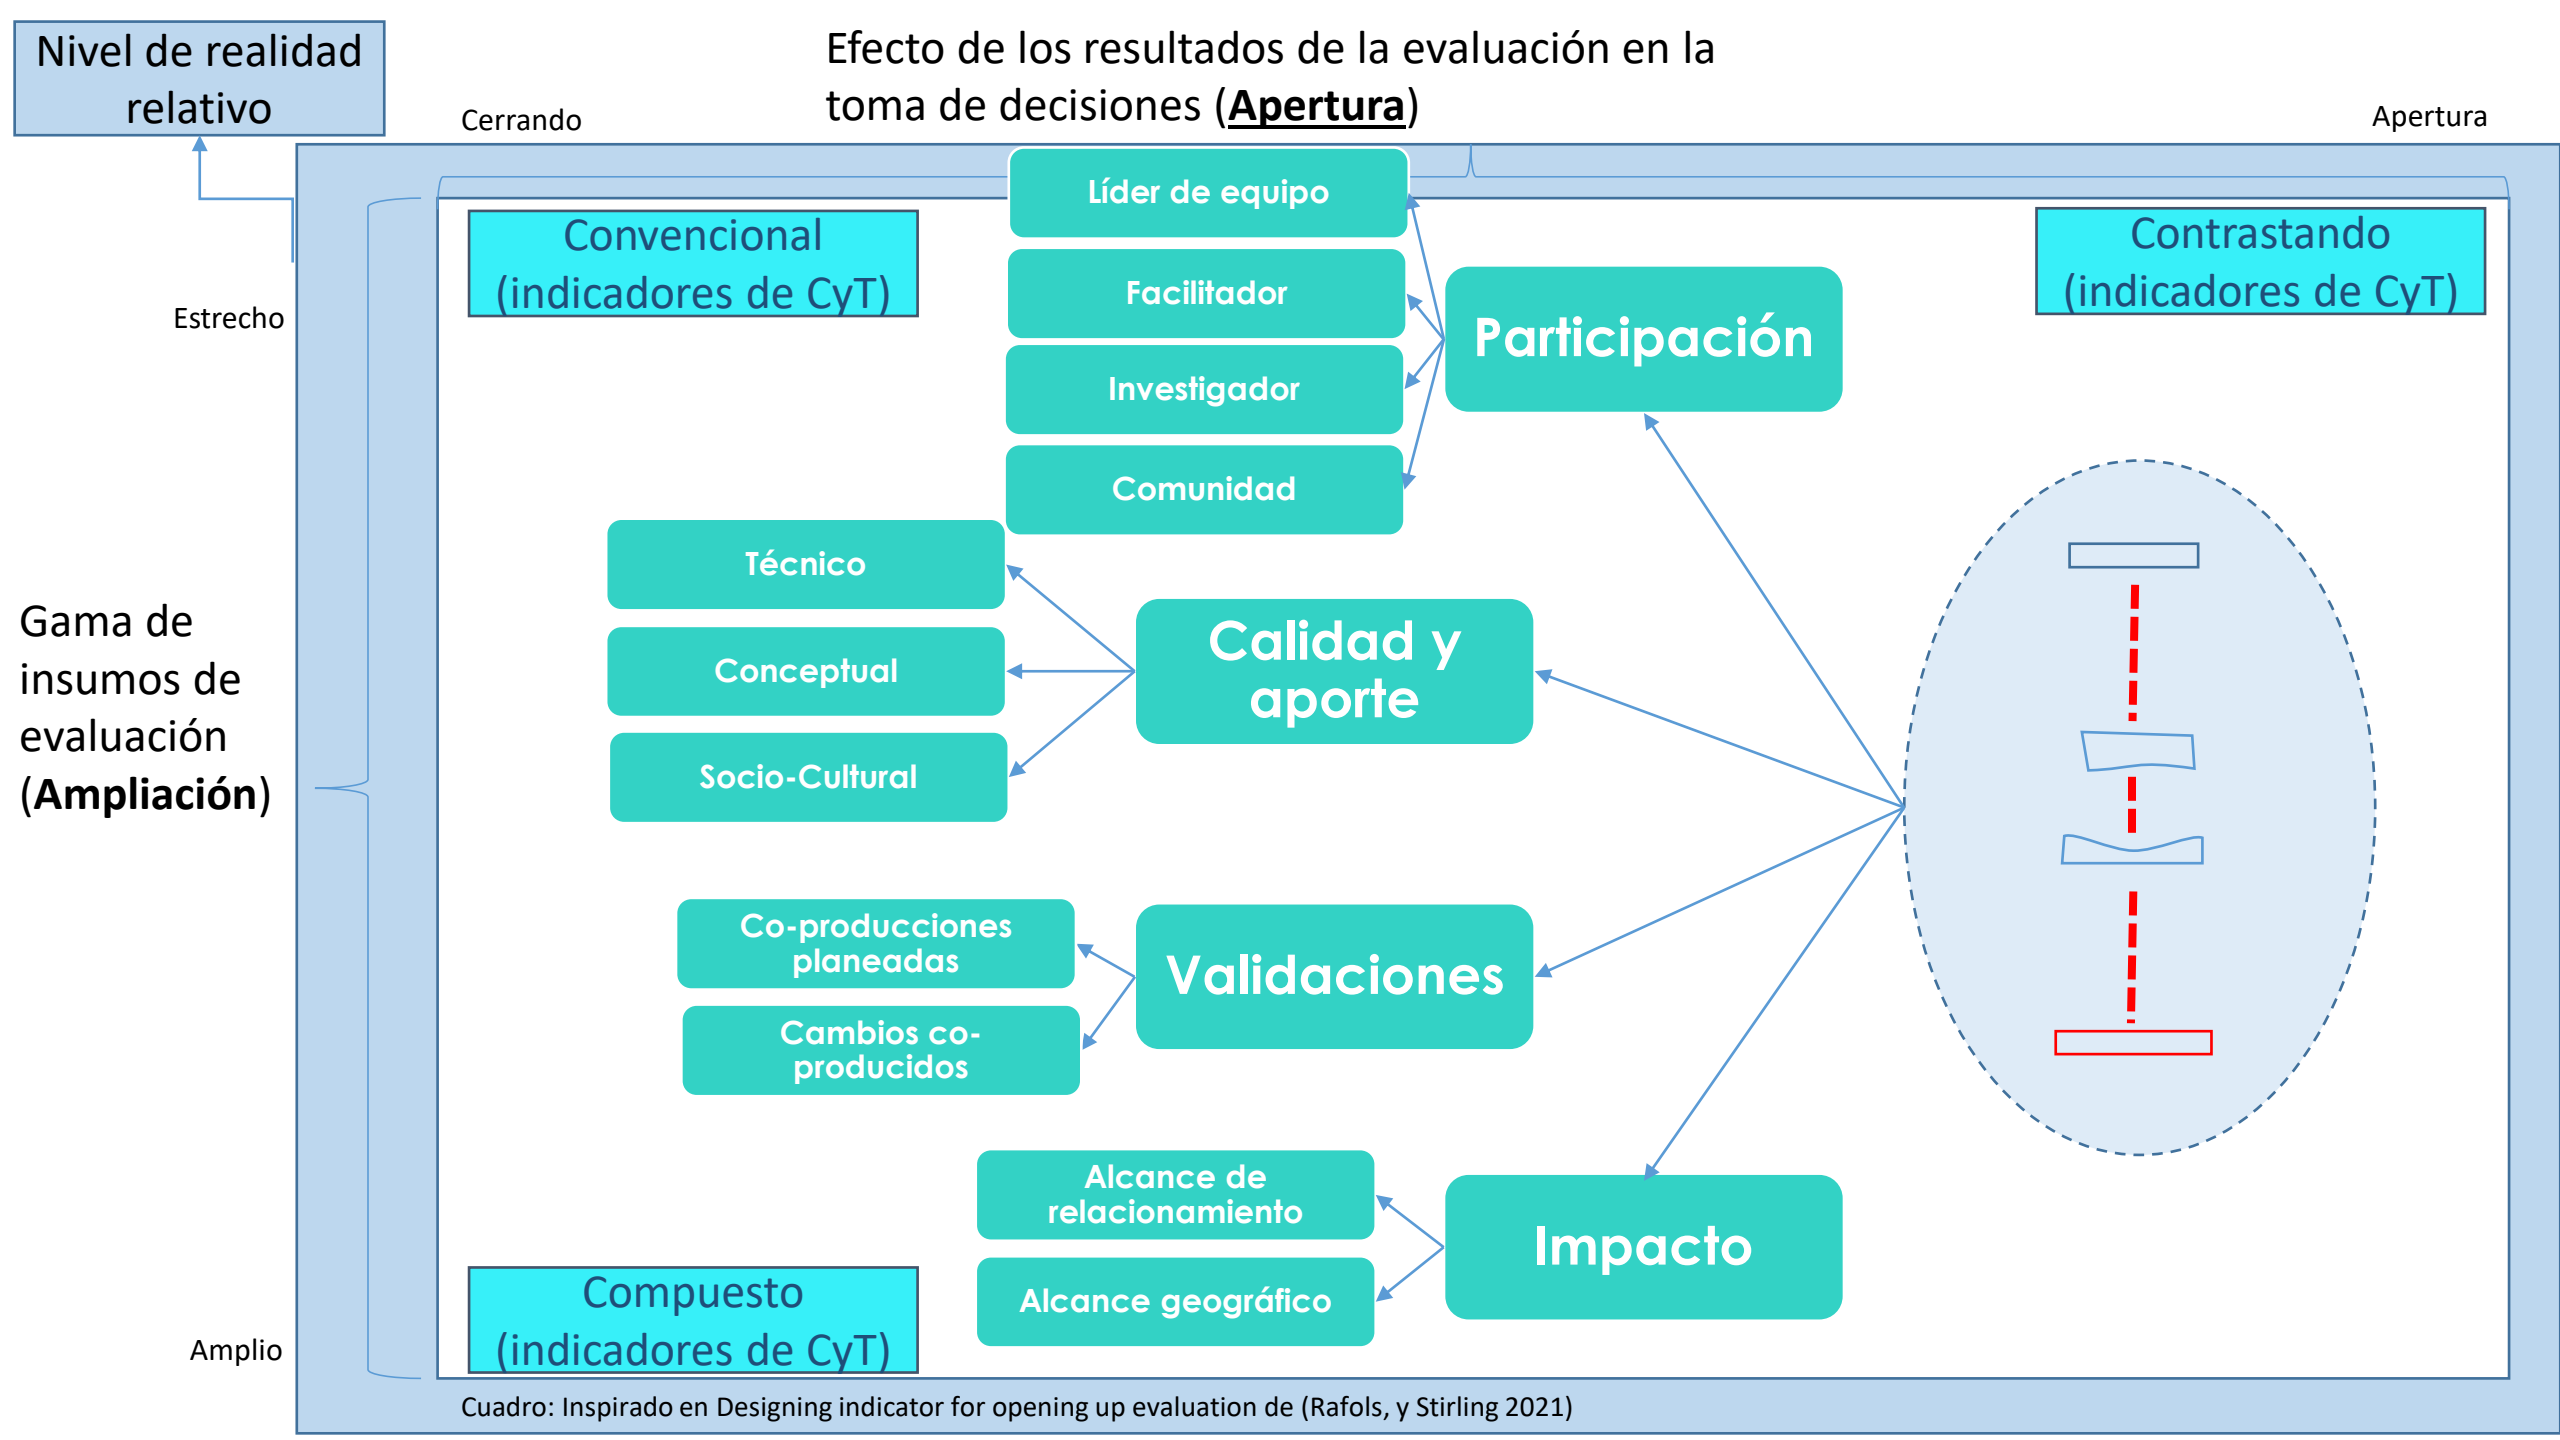 Nivel de realidad
relativo
Efecto de los resultados de la evaluación en la
toma de decisiones (Apertura)
Cerrando
Apertura
Líder de equipo
Convencional
(indicadores de CyT)
Contrastando
(indicadores de CyT)
Facilitador
Estrecho
Participación
Investigador
Comunidad
Técnico
Gama de
insumos de
evaluación
(Ampliación)
Calidad y
aporte
Conceptual
Socio-Cultural
Co-producciones
planeadas
Validaciones
Cambios co-
producidos
Alcance de
relacionamiento
Impacto
Alcance geográfico
Compuesto
(indicadores de CyT)
Amplio
Cuadro: Inspirado en Designing indicator for opening up evaluation de (Rafols, y Stirling 2021)